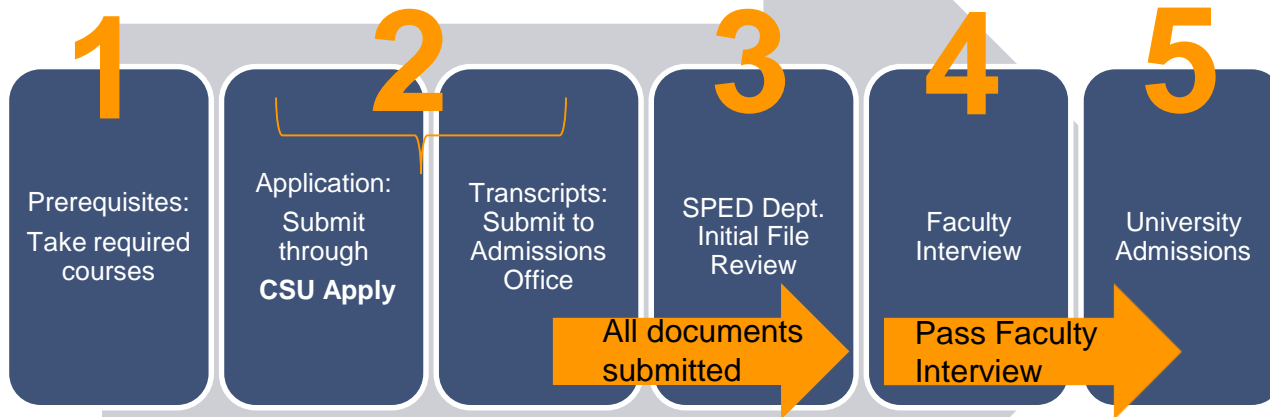 1
Prerequisites:
Take required
courses
2
Application:
Submit
through
CSU Apply
Transcripts:
Submit to
Admissions
Office
3
SPED Dept.
Initial File
Review
All documents
submitted
4
Faculty
Interview
Pass Faculty
Interview
5
University
Admissions